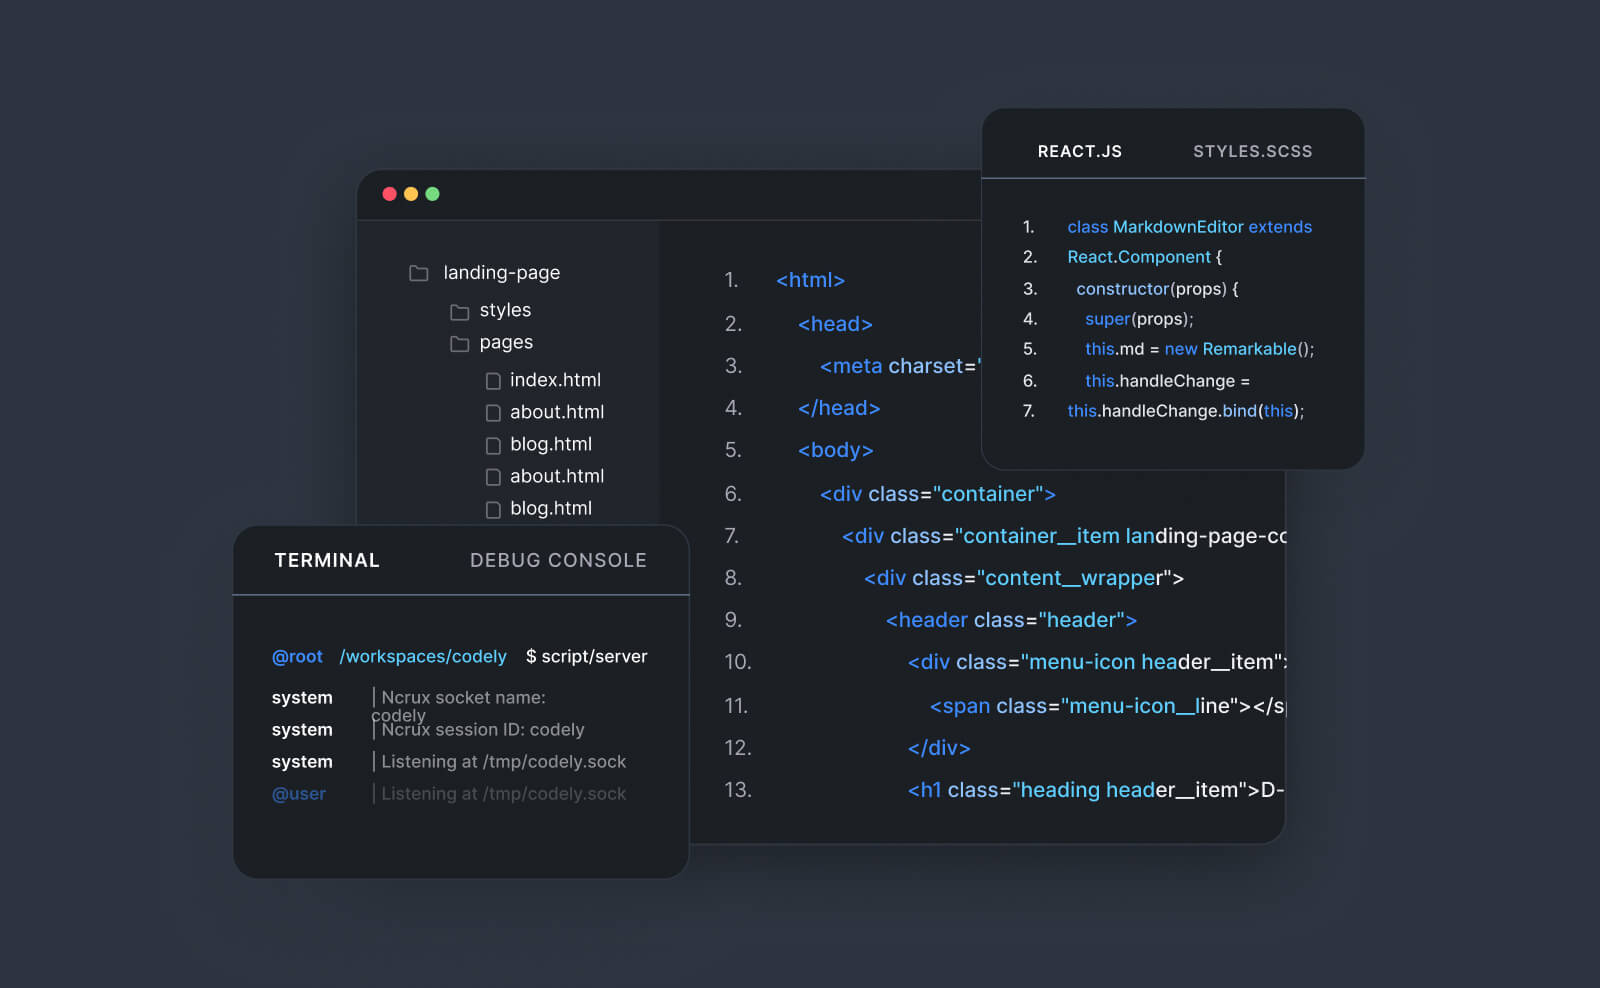 REACT.JS STYLES.SCSS
1. class MarkdownEditor extends
2. React.Component {
3. constructor(props) {
4. super(props);
5. this.md = new Remarkable();
6. this.handleChange =
7. this.handleChange.bind(this);
landing-page
styles
pages
index.html
about.html
blog.html
about.html
blog.html
1. <html>
2. <head>
3. <meta charset="
4. </head>
5. <body>
6. <div class="container">
7. <div class="container__item landing-page-co
8. <div class="content__wrapper">
9. <header class="header">
10. <div class="menu-icon header__item">
11. <span class="menu-icon__line"></sp
12. </div>
13. <h1 class="heading header__item">D-
TERMINAL DEBUG CONSOLE
@root /workspaces/codely $ script/server
system | Ncrux socket name:
codely
system | Ncrux session ID: codely
system | Listening at /tmp/codely.sock
@user | Listening at /tmp/codely.sock